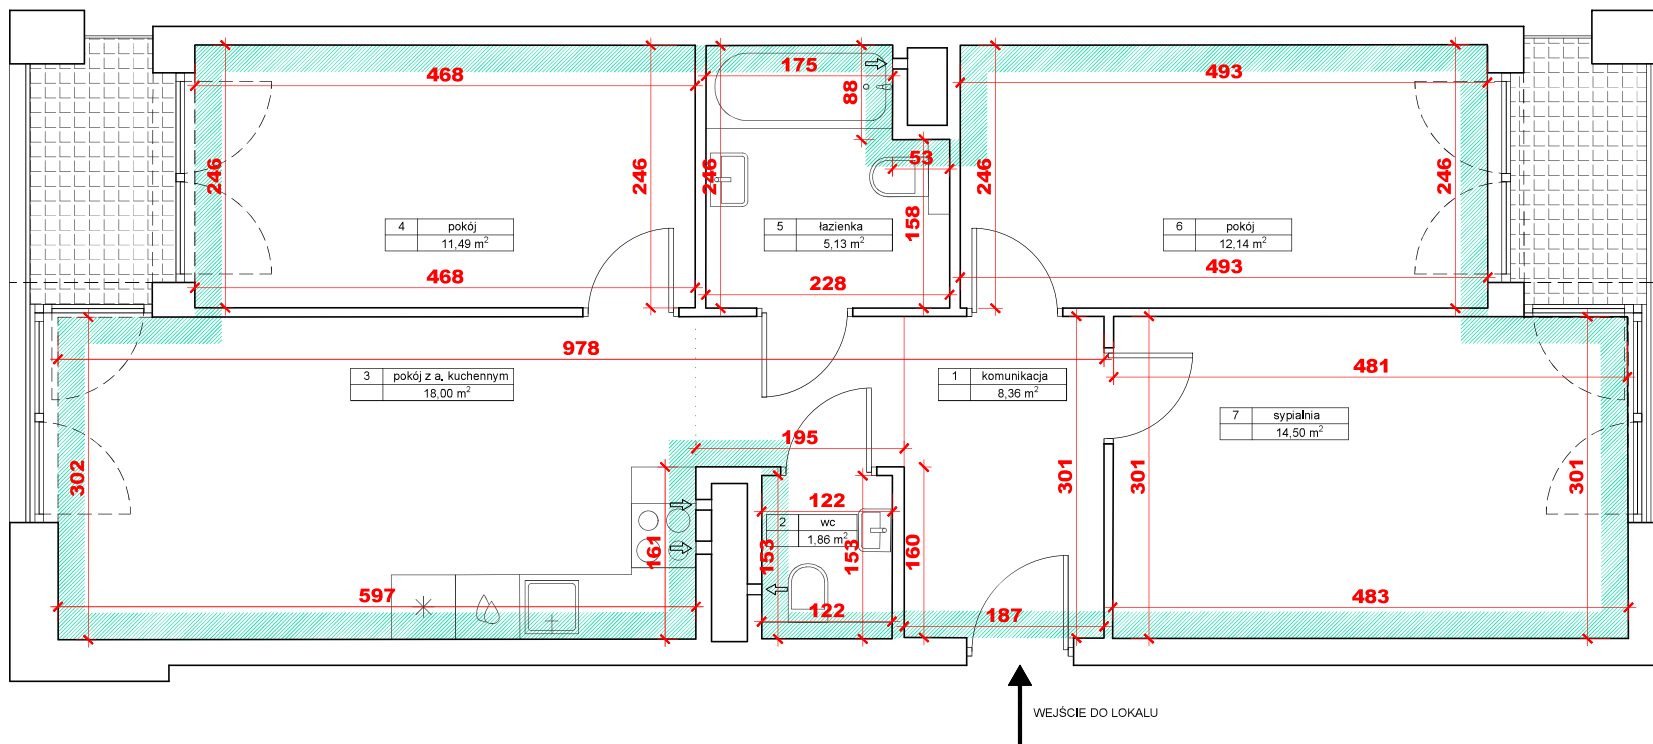 468
175
493
88
246
246
246
53
246
246
158
4 pokój
11,49 m²
5 łazienka
5,13 m²
6 pokój
12,14 m²
468
228
493
978
481
3 pokój z a. kuchennym
18,00 m²
1 komunikacja
8,36 m²
7 sypialnia
14,50 m²
195
302
301
301
301
122
2 wc
1,86 m²
161
153
153
160
597
122
187
483
WEJŚCIE DO LOKALU